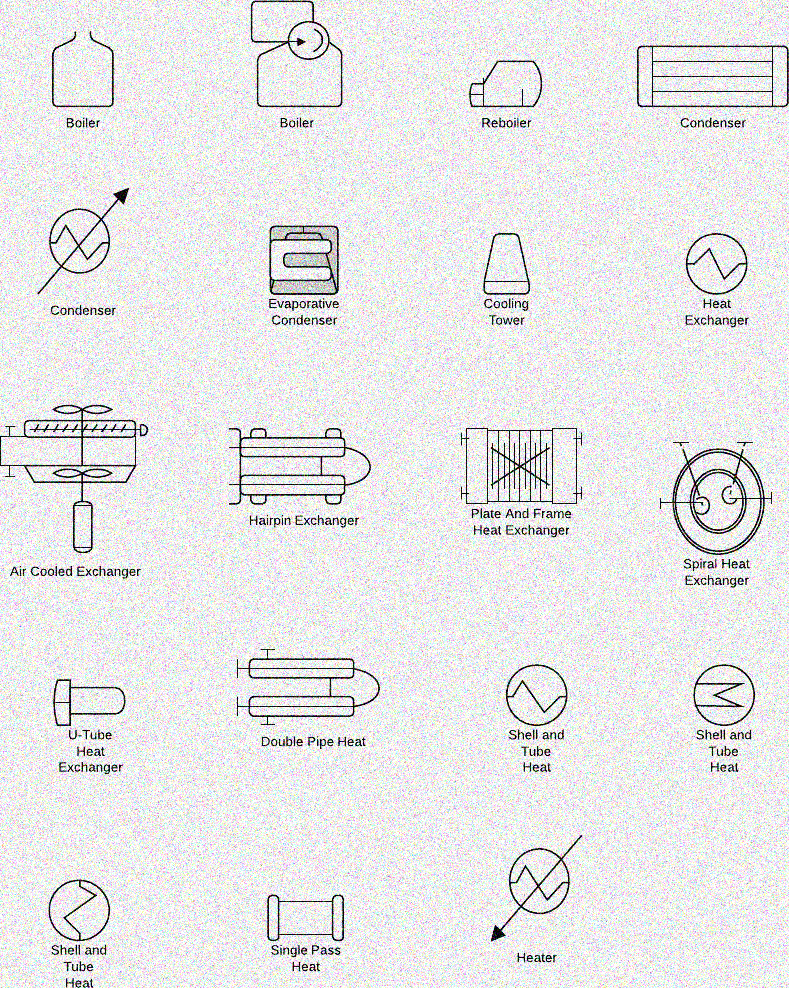 Boiler
Boiler
Reboiler
Condenser
Condenser
Evaporative
Condenser
Cooling
Tower
Heat
Exchanger
Air Cooled Exchanger
Hairpin Exchanger
Plate And Frame
Heat Exchanger
Spiral Heat
Exchanger
U-Tube
Heat
Exchanger
Double Pipe Heat
Shell and
Tube
Heat
Shell and
Tube
Heat
Shell and
Tube
Heat
Single Pass
Heat
Heater